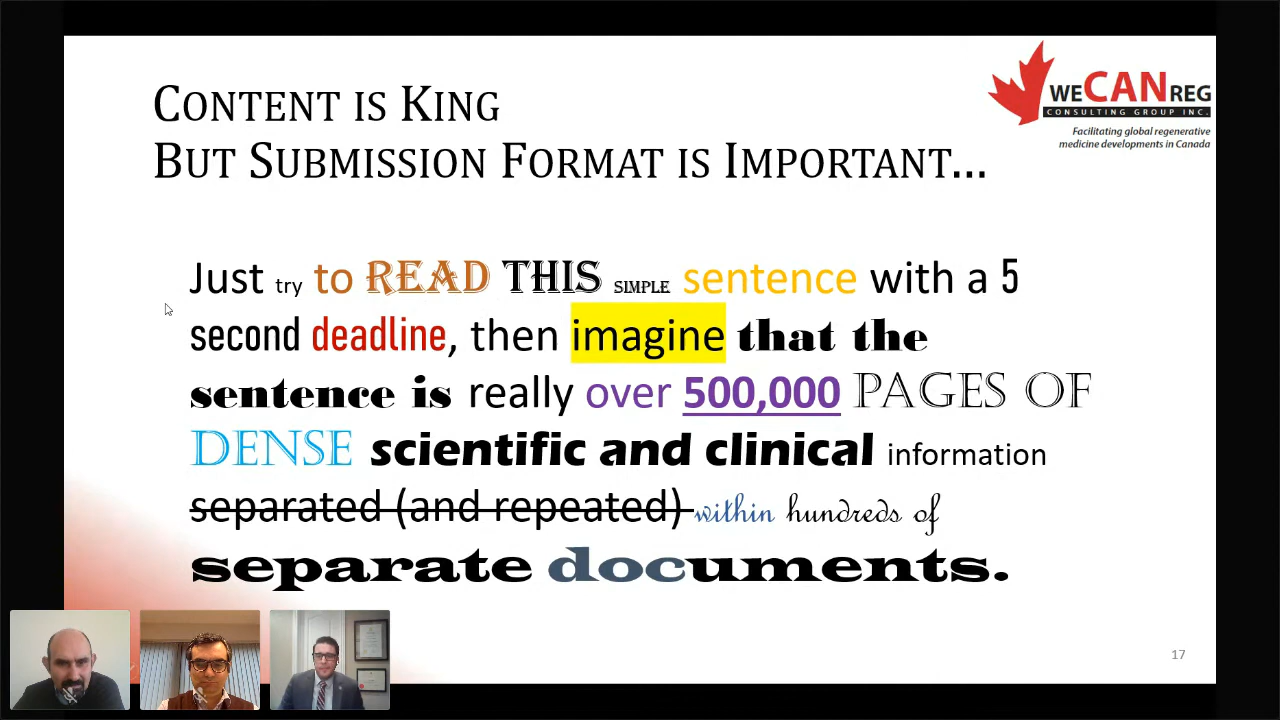 CONTENT IS KING
BUT SUBMISSION FORMAT IS IMPORTANT...
WECANREG
CONSULTING GROUP INC.
Facilitating global regenerative
medicine developments in Canada
Just try to READ THIS SIMPLE sentence with a 5
second deadline, then imagine that the
sentence is really over 500,000 PAGES OF
DENSE scientific and clinical information
separated (and repeated) within hundreds of
separate documents.
17